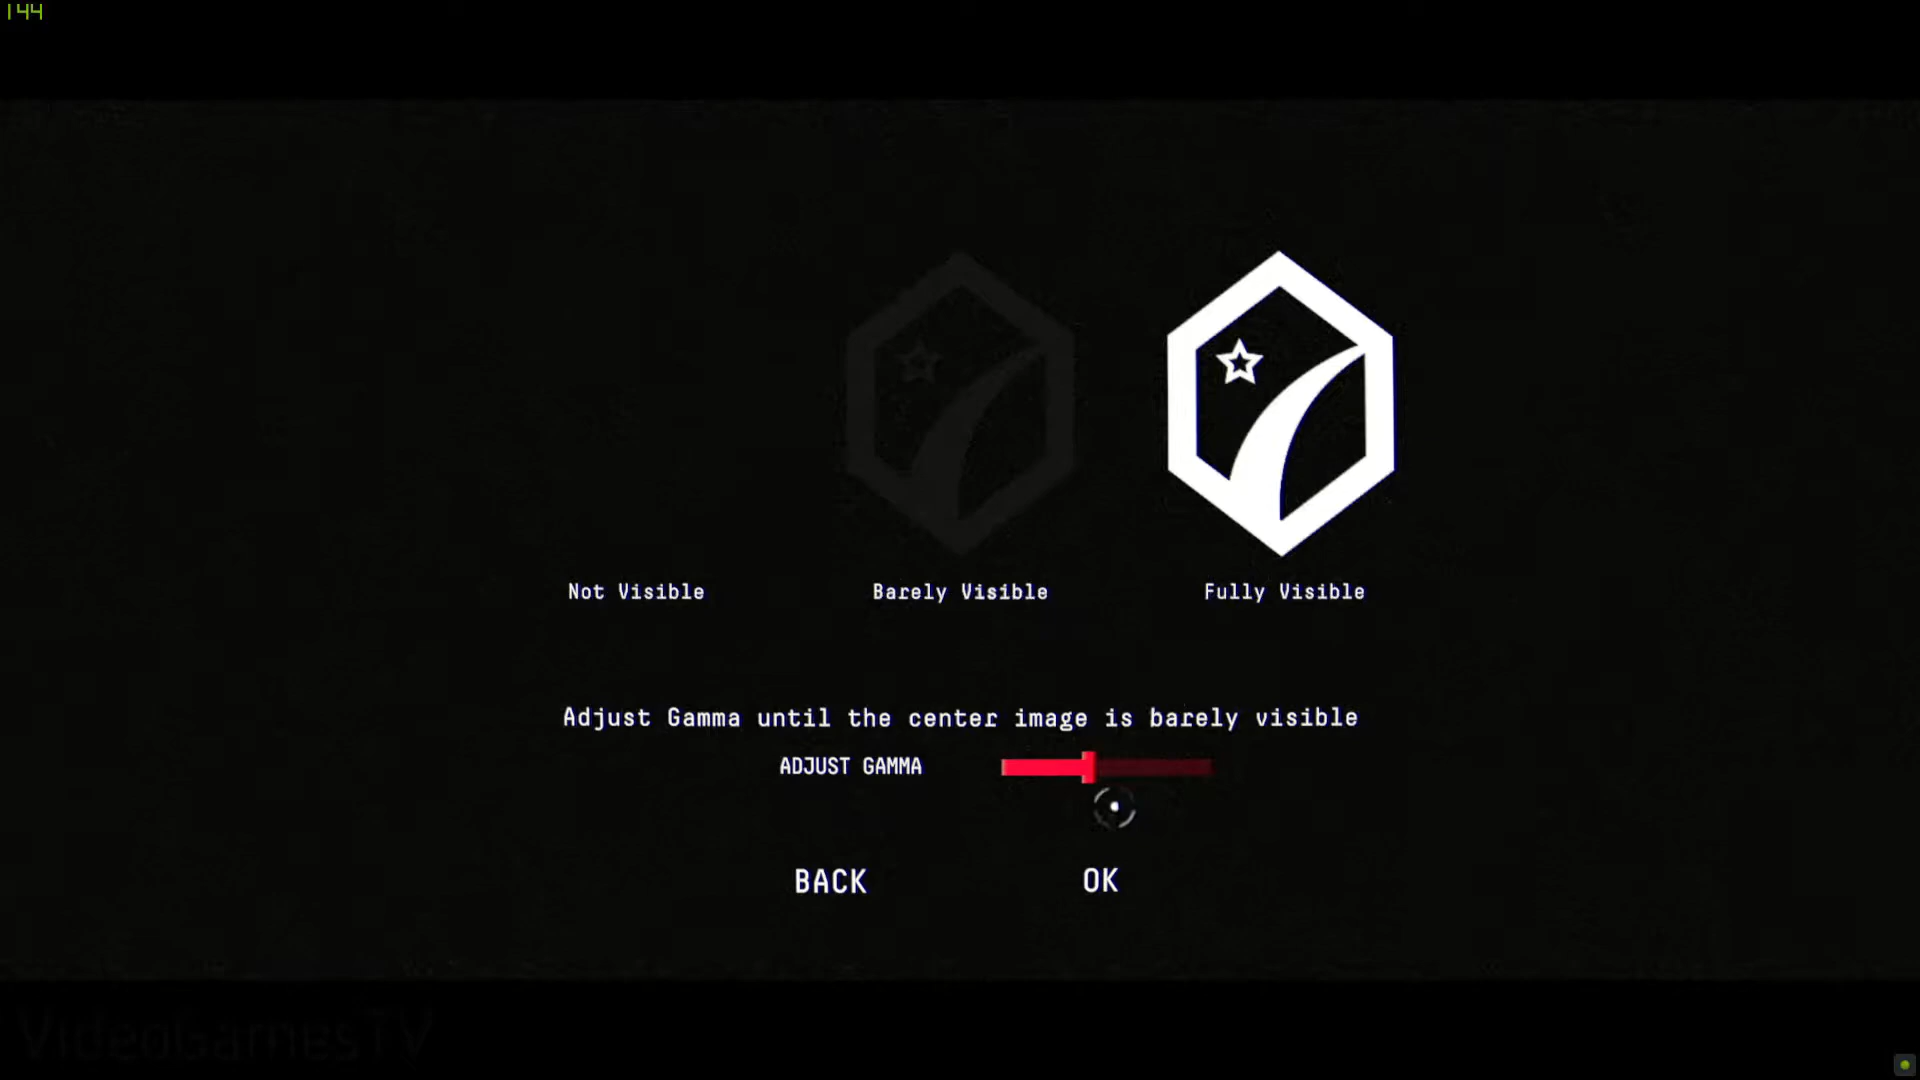 144
Not Visible
Barely Visible
Fully Visible
Adjust Gamma until the center image is barely visible
ADJUST GAMMA
BACK
OK
VideoGamesTV